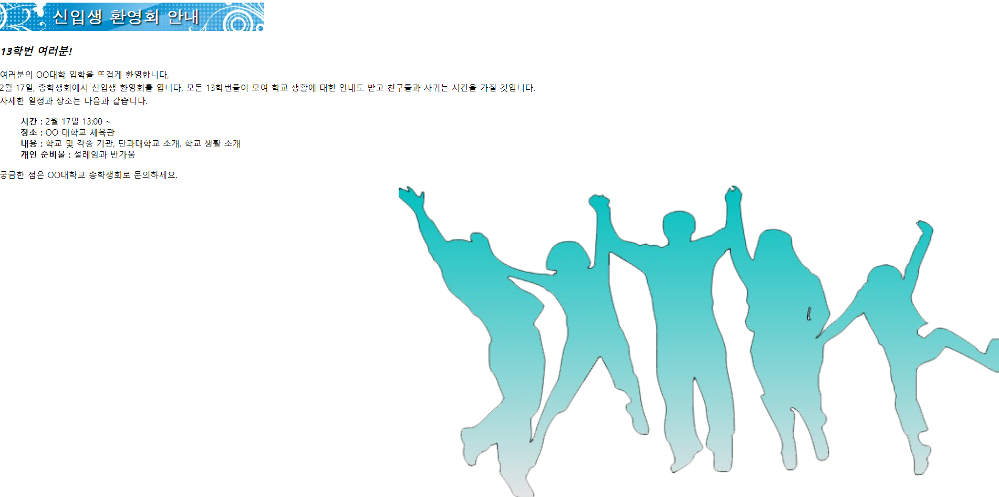 신입생 환영회 안내
13학번 여러분!
여러분의 OO대학 입학을 뜨겁게 환영합니다,
2월 17일, 총학생회에서 신입생 환영회를 엽니다. 모든 13학번들이 모여 학교 생활에 대한 안내도 받고 친구들과 사귀는 시간을 가질 것입니다.
자세한 일정과 장소는 다음과 같습니다.
시간 : 2월 17일 13:00 ~
장소 : OO 대학교 체육관
내용 : 학교 및 각종 기관, 단과대학교 소개. 학교 생활 소개
개인 준비물 : 설레임과 반가움
궁금한 점은 OO대학교 총학생회로 문의하세요.